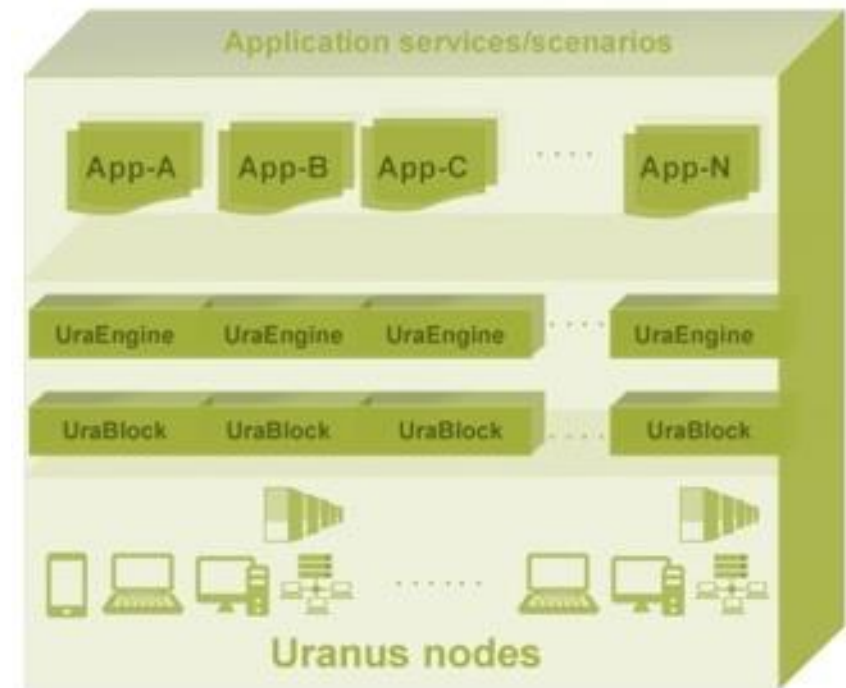 Application services/scenarios
App-A App-B App-C .... App-N
UraEngine UraEngine UraEngine .... UraEngine
UraBlock UraBlock UraBlock .... UraBlock
......
Uranus nodes